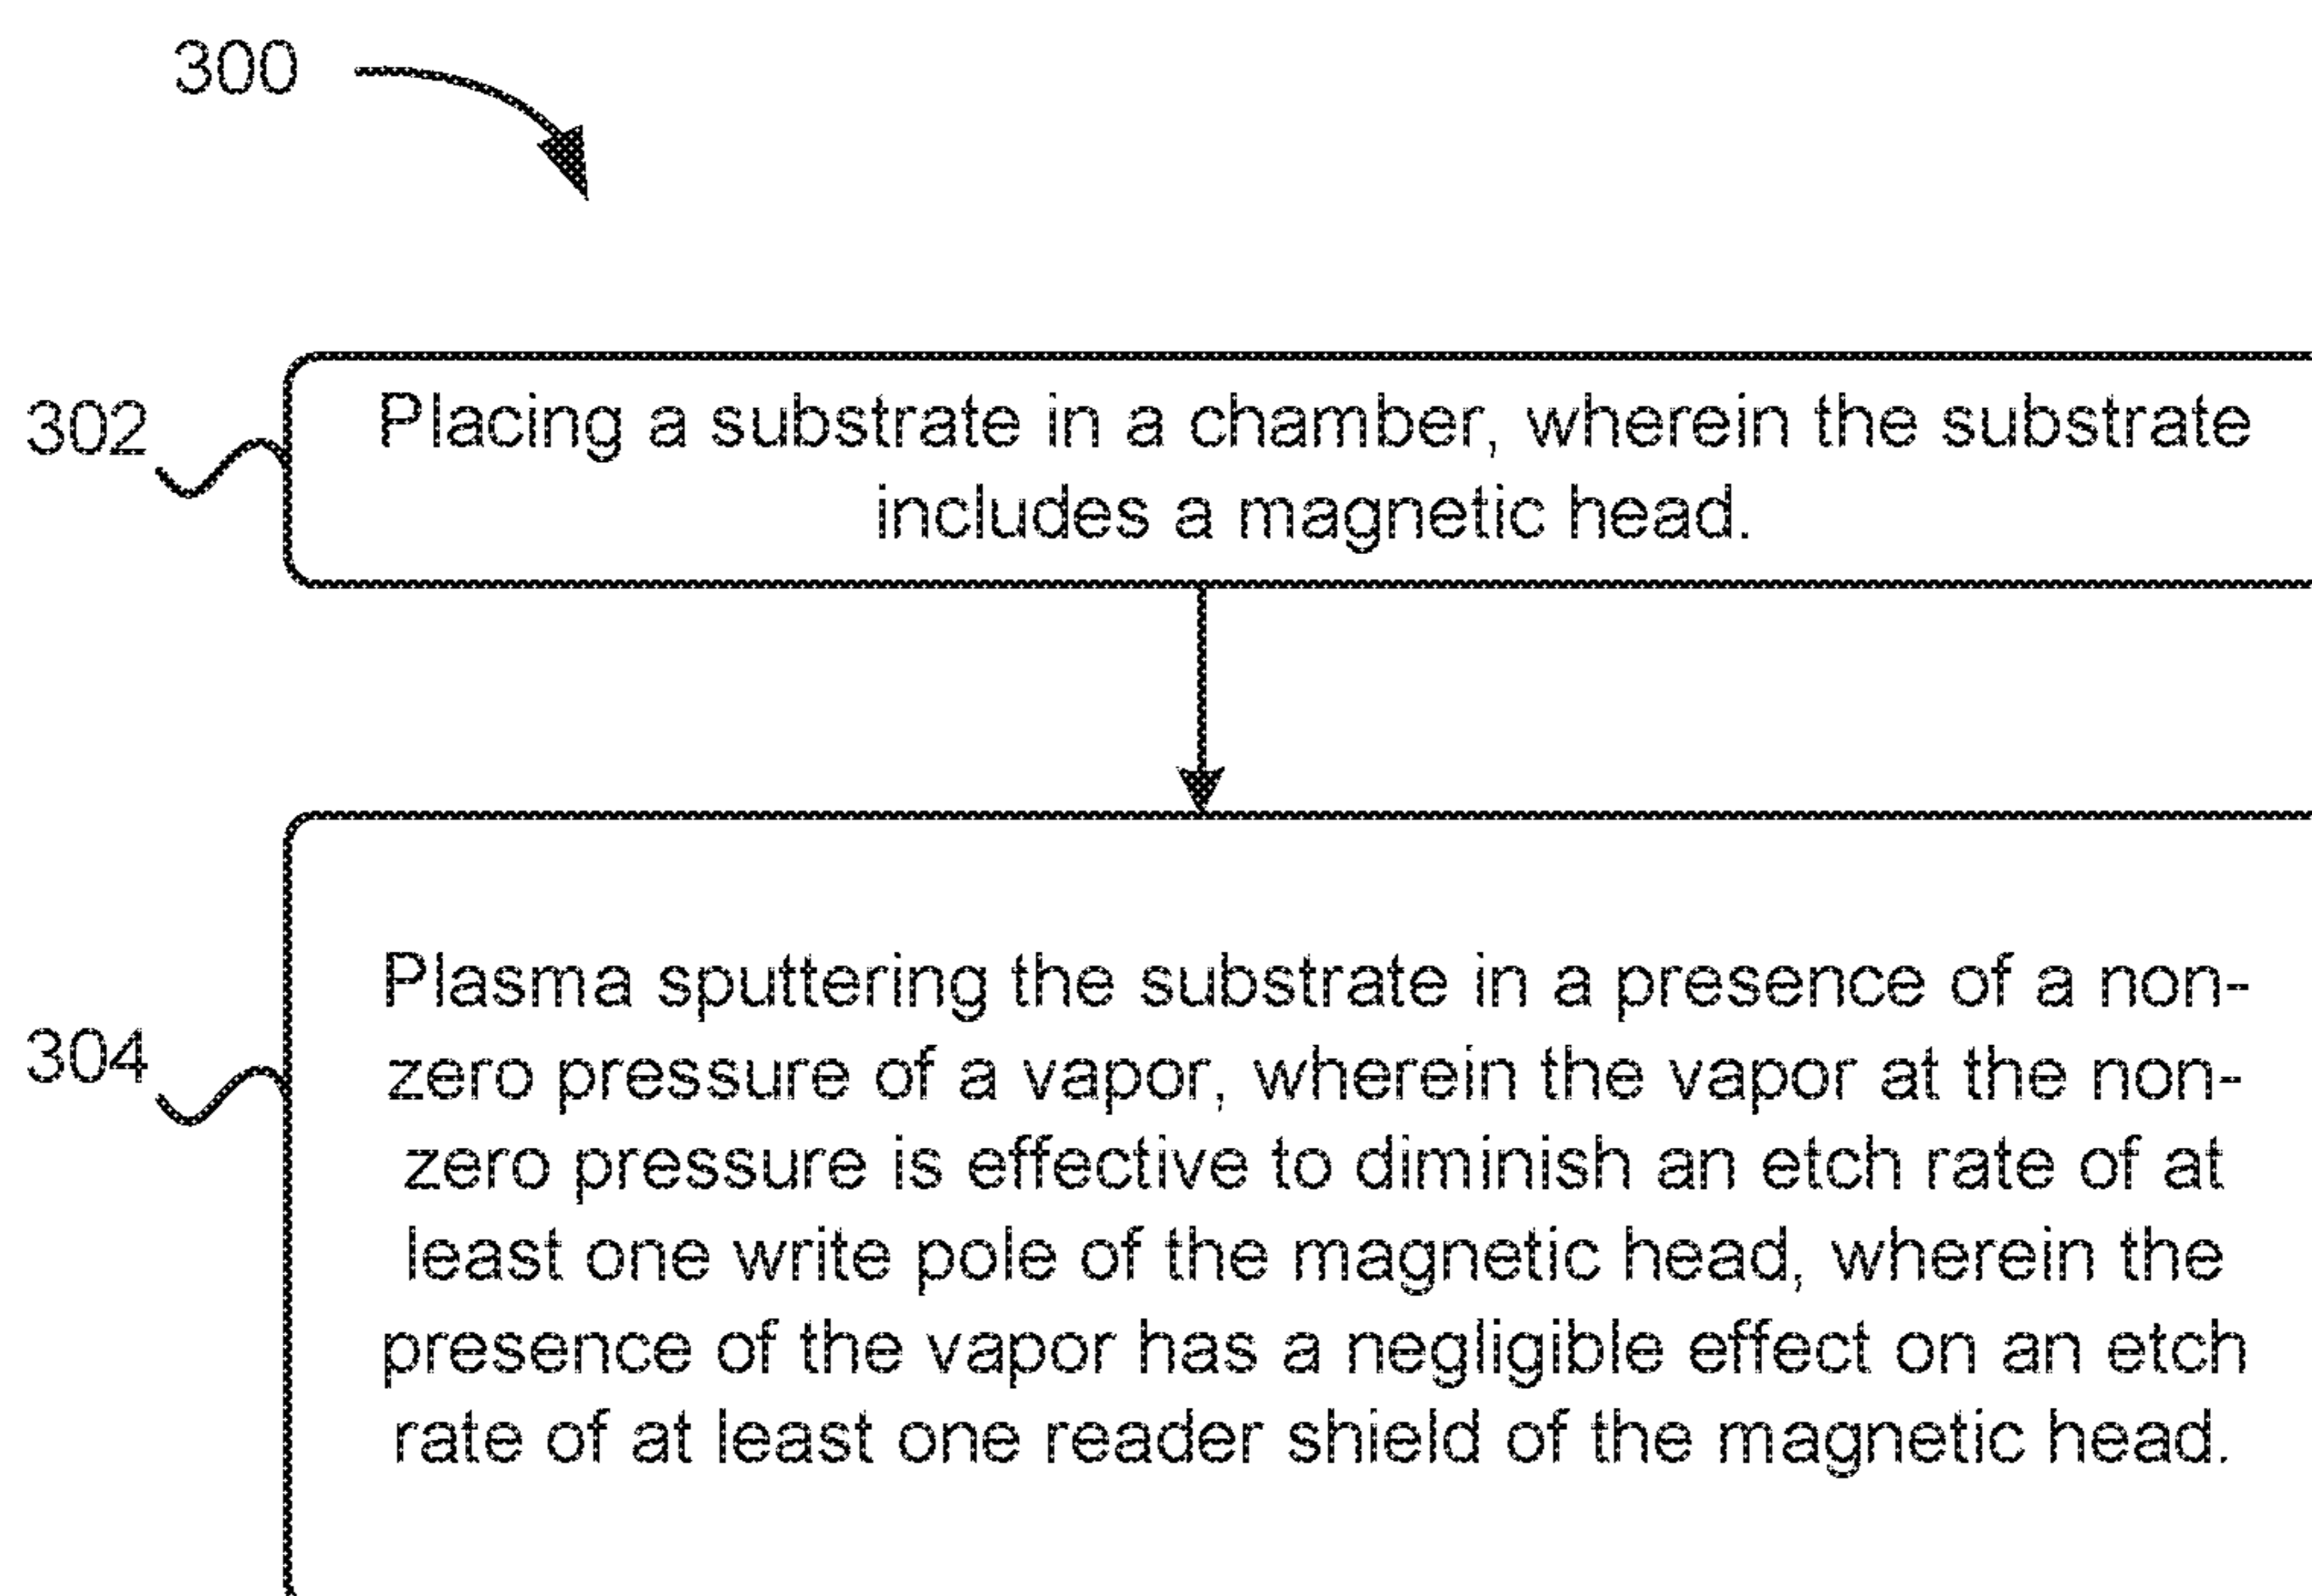 300
302
Placing a substrate in a chamber, wherein the substrate
includes a magnetic head.
304
Plasma sputtering the substrate in a presence of a non-
zero pressure of a vapor, wherein the vapor at the non-
zero pressure is effective to diminish an etch rate of at
least one write pole of the magnetic head, wherein the
presence of the vapor has a negligible effect on an etch
rate of at least one reader shield of the magnetic head.